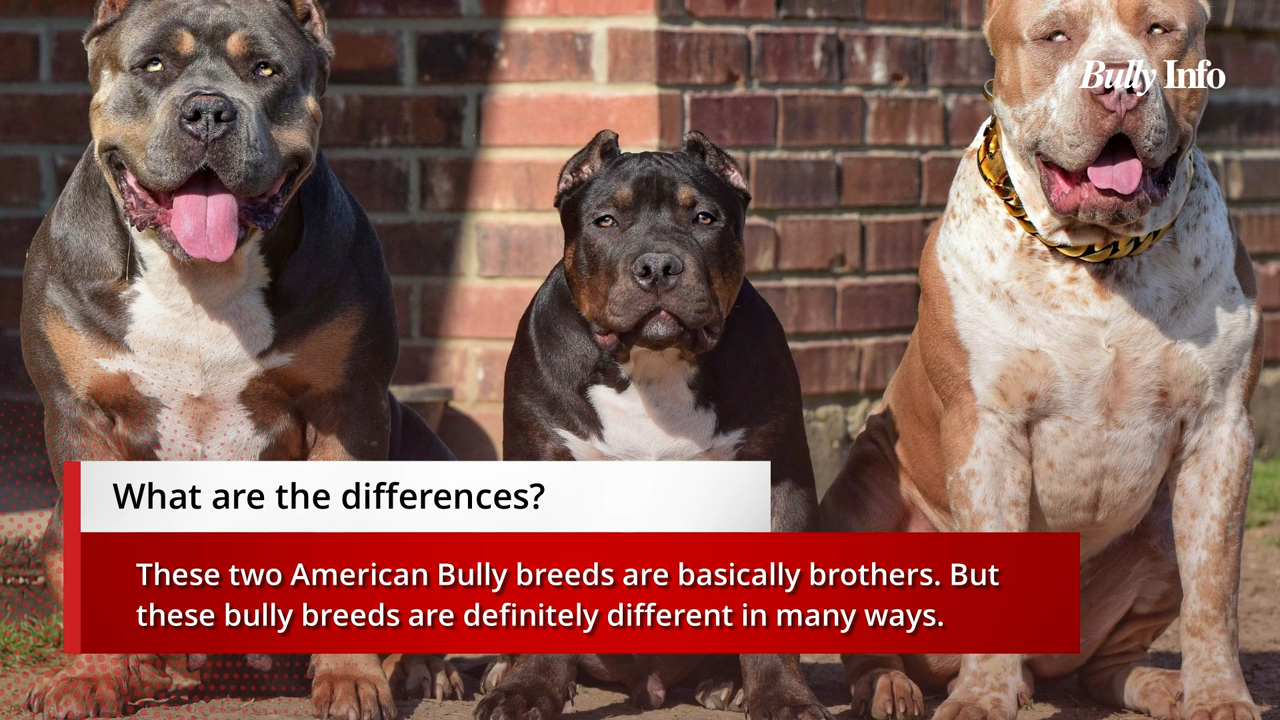 Bully Info
What are the differences?
These two American Bully breeds are basically brothers. But
these bully breeds are definitely different in many ways.